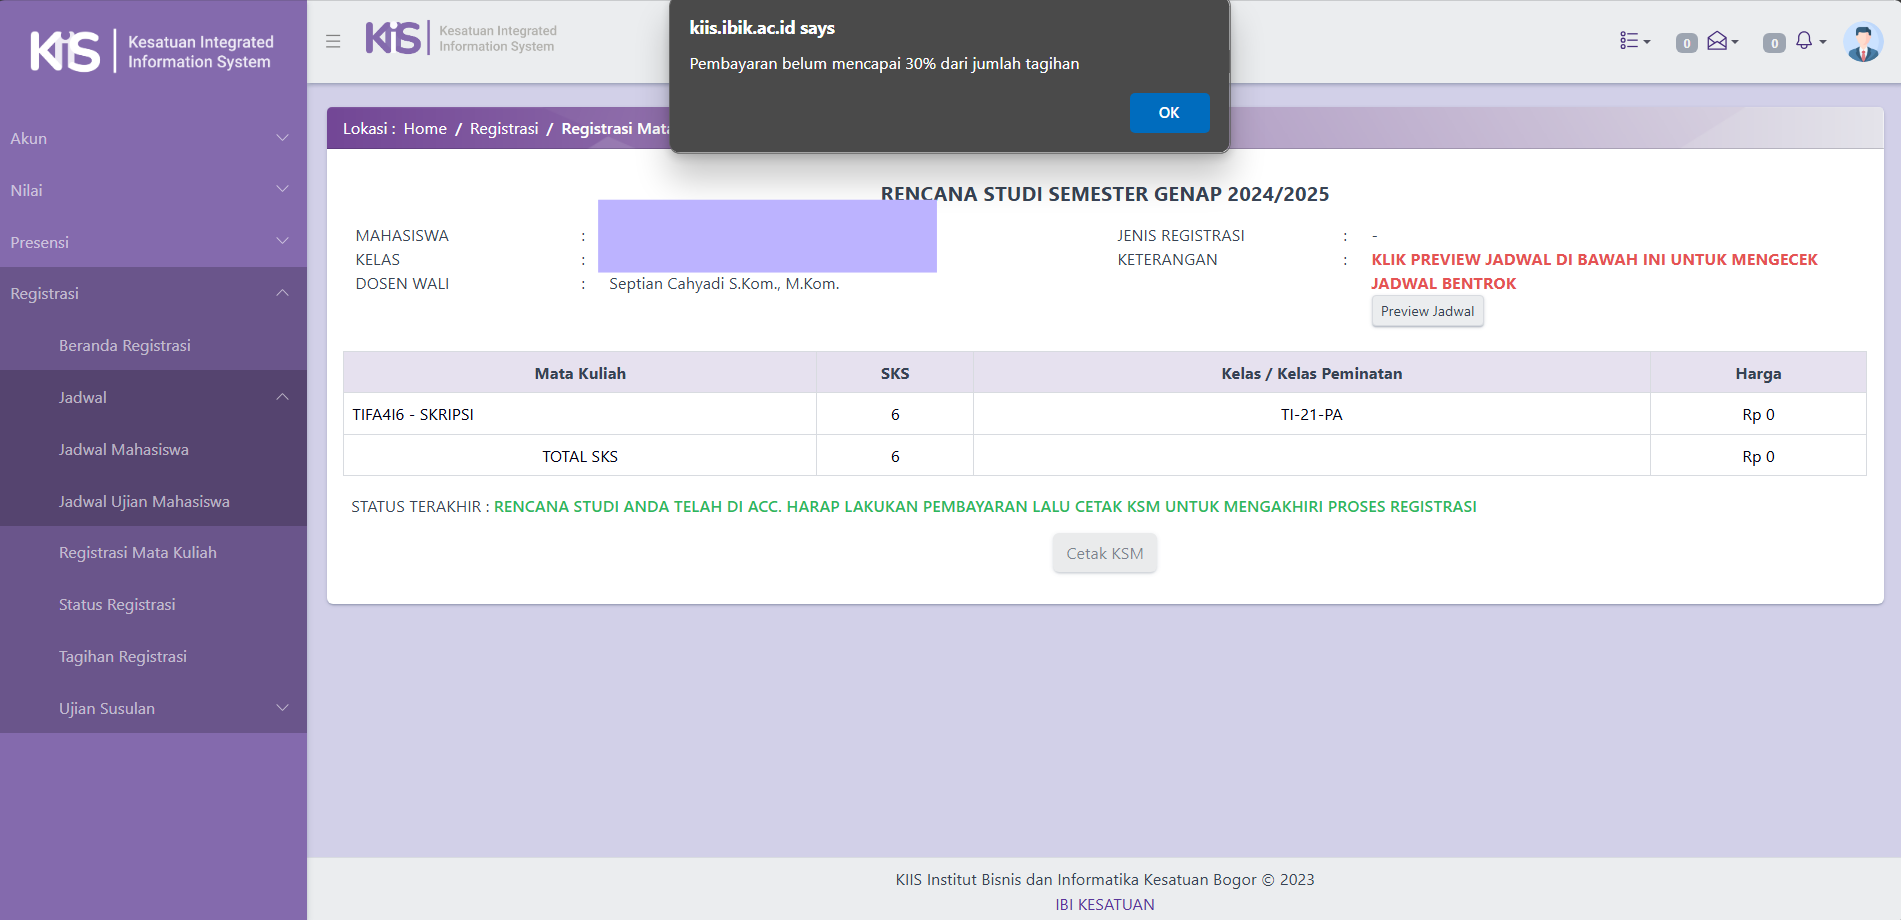 KIS Kesatuan Integrated
Information System
Akun
Nilai
Presensi
Registrasi
Beranda Registrasi
Jadwal
Jadwal Mahasiswa
Jadwal Ujian Mahasiswa
Registrasi Mata Kuliah
Status Registrasi
Tagihan Registrasi
Ujian Susulan
KIS Kesatuan Integrated
Information System
kiis.ibik.ac.id says
Pembayaran belum mencapai 30% dari jumlah tagihan
OK
0
0
Lokasi : Home / Registrasi / Registrasi Mata
RENCANA STUDI SEMESTER GENAP 2024/2025
MAHASISWA :
KELAS :
DOSEN WALI : Septian Cahyadi S.Kom., M.Kom.
JENIS REGISTRASI : -
KETERANGAN : KLIK PREVIEW JADWAL DI BAWAH INI UNTUK MENGECEK
JADWAL BENTROK
Preview Jadwal
Mata Kuliah SKS Kelas / Kelas Peminatan Harga
TIFA4I6 - SKRIPSI 6 TI-21-PA Rp 0
TOTAL SKS 6 Rp 0
STATUS TERAKHIR : RENCANA STUDI ANDA TELAH DI ACC. HARAP LAKUKAN PEMBAYARAN LALU CETAK KSM UNTUK MENGAKHIRI PROSES REGISTRASI
Cetak KSM
KIIS Institut Bisnis dan Informatika Kesatuan Bogor © 2023
IBI KESATUAN